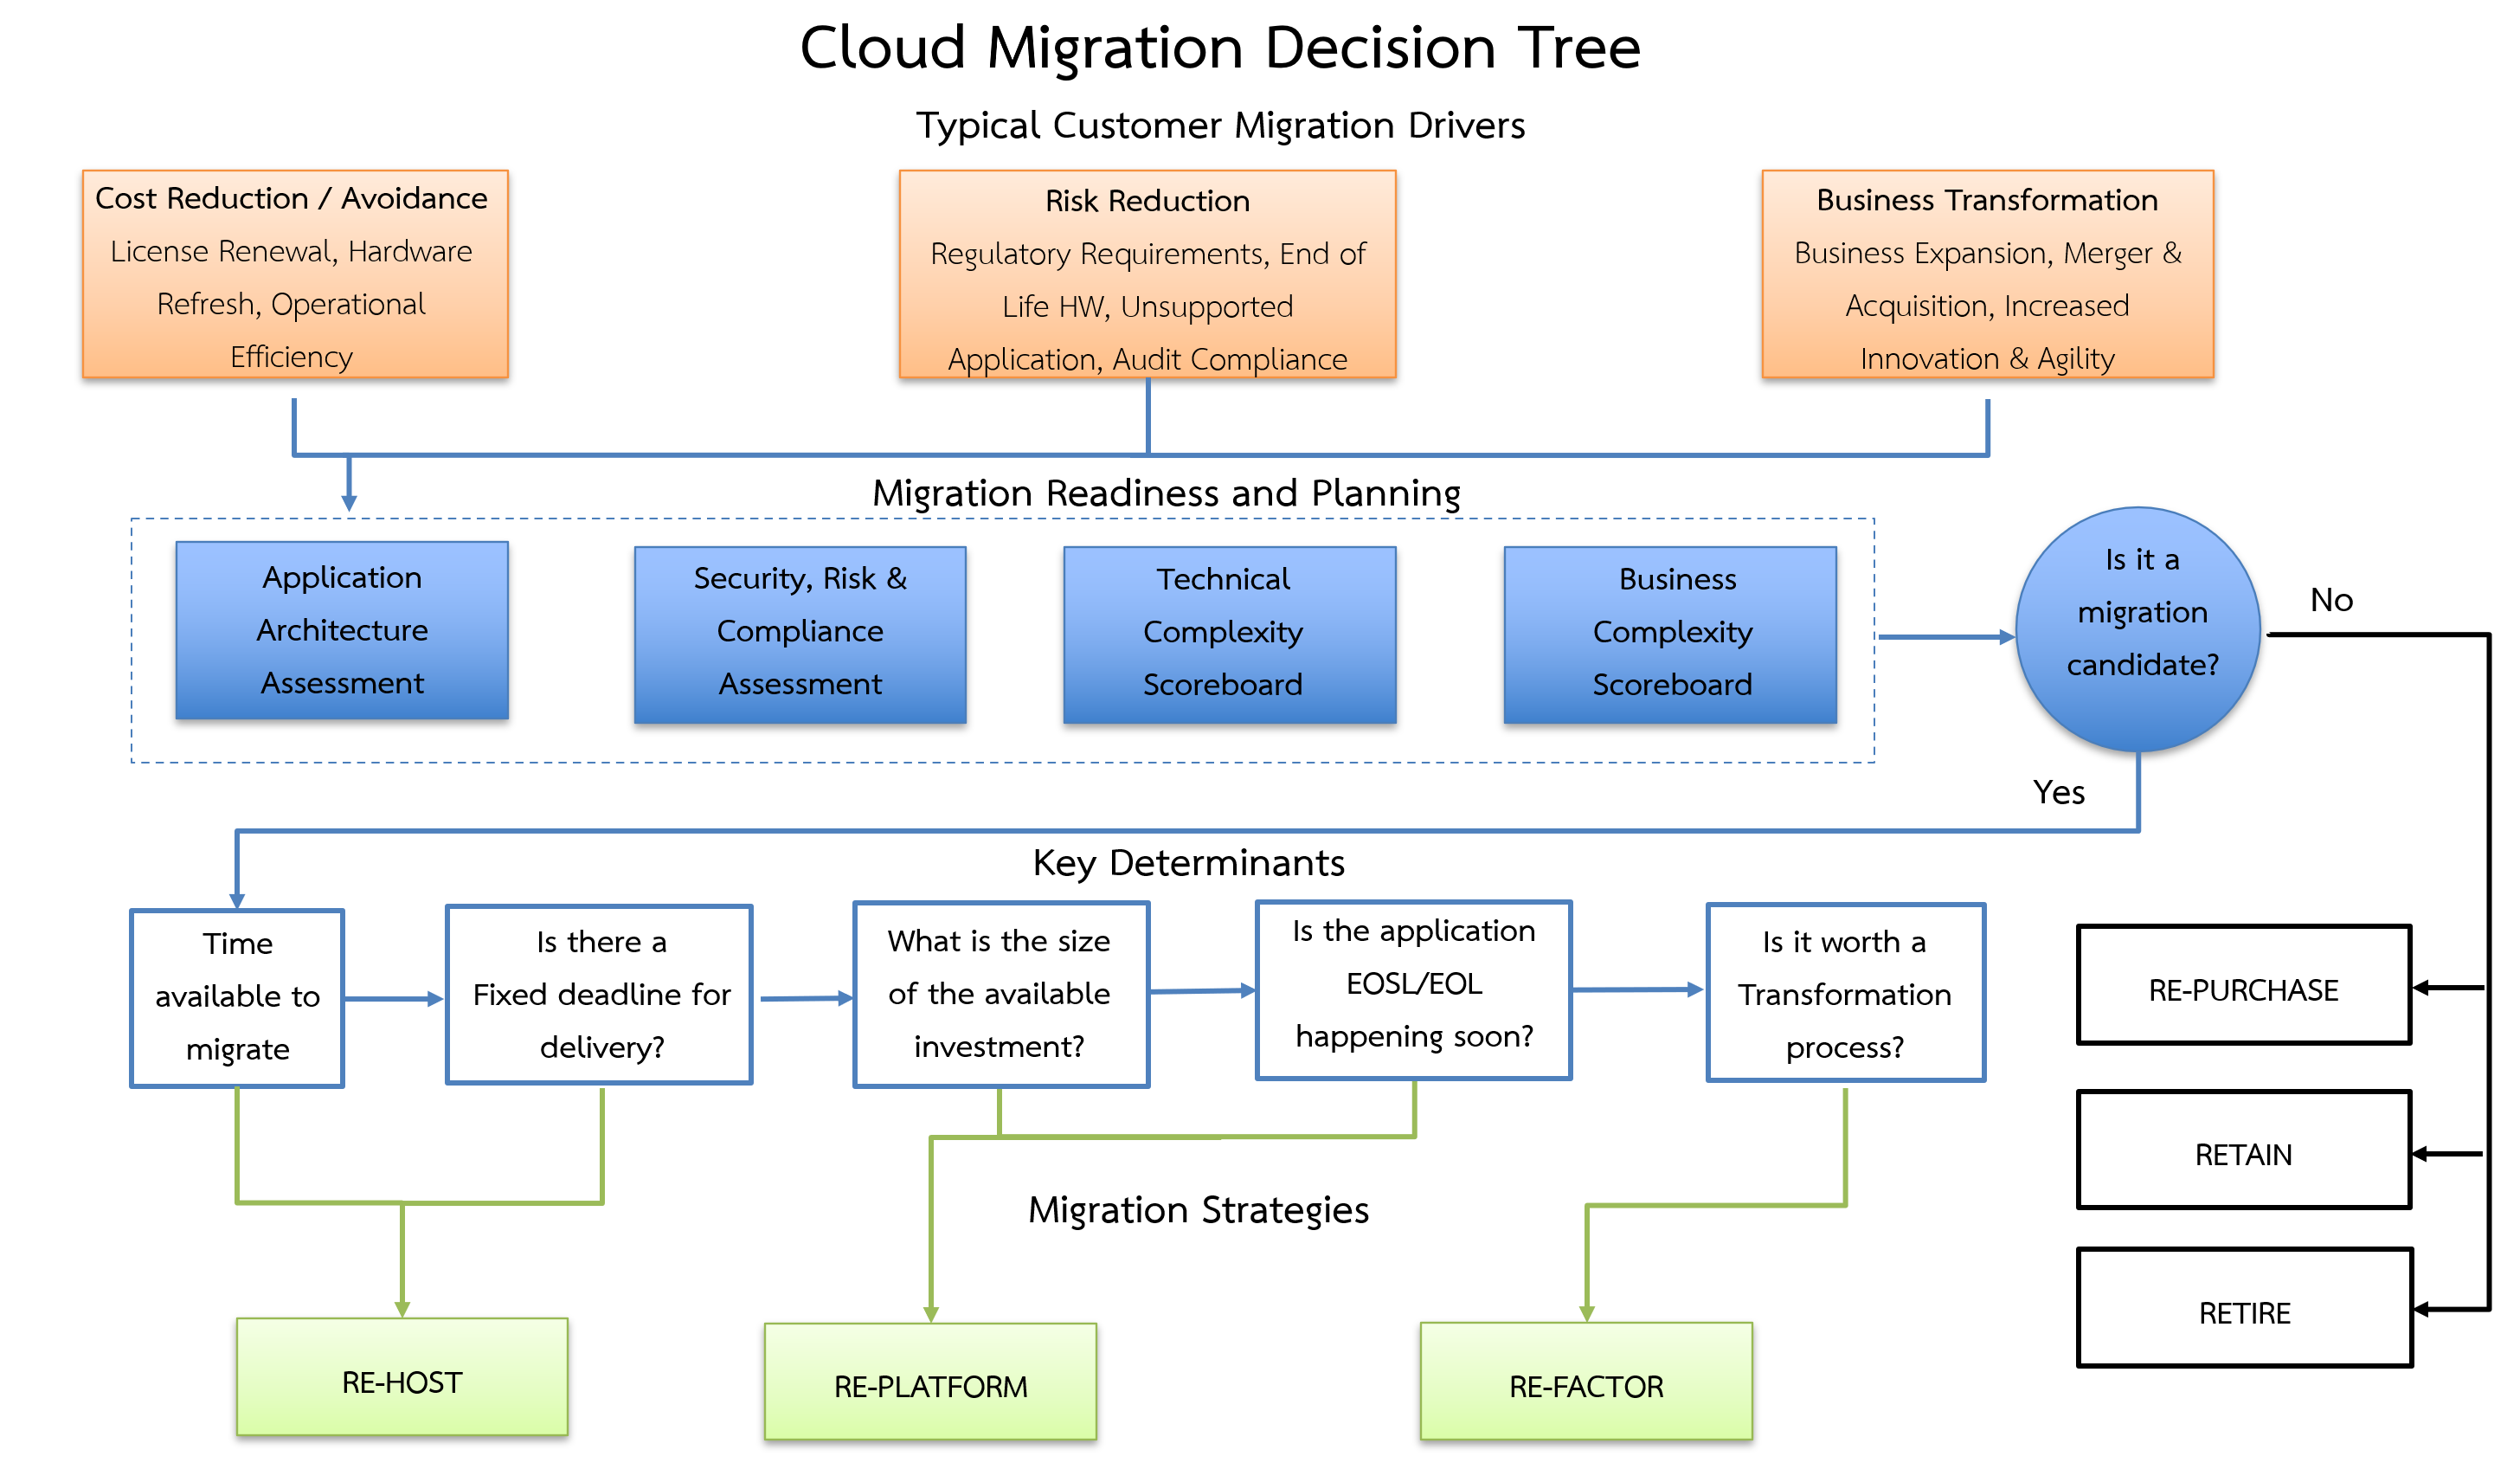 Cloud Migration Decision Tree
Typical Customer Migration Drivers
Cost Reduction / Avoidance
License Renewal, Hardware
Refresh, Operational
Efficiency
Risk Reduction
Regulatory Requirements, End of
Life HW, Unsupported
Application, Audit Compliance
Business Transformation
Business Expansion, Merger &
Acquisition, Increased
Innovation & Agility
Migration Readiness and Planning
Application
Architecture
Assessment
Security, Risk &
Compliance
Assessment
Technical
Complexity
Scoreboard
Business
Complexity
Scoreboard
Is it a
migration
candidate?
No
Yes
Key Determinants
Time
available to
migrate
Is there a
Fixed deadline for
delivery?
What is the size
of the available
investment?
Is the application
EOSL/EOL
happening soon?
Is it worth a
Transformation
process?
RE-PURCHASE
RETAIN
RETIRE
Migration Strategies
RE-HOST
RE-PLATFORM
RE-FACTOR